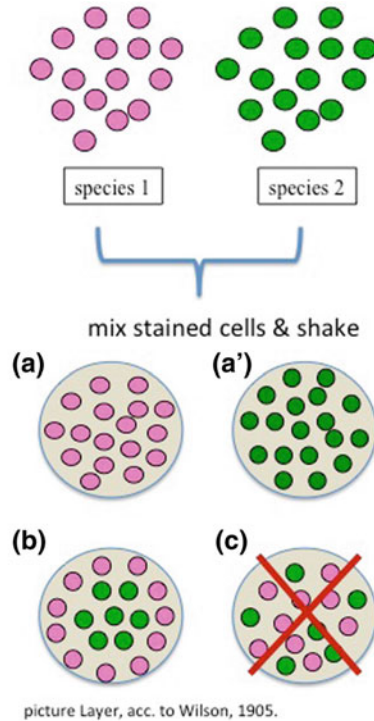 species 1
species 2
mix stained cells & shake
(a)
(a')
(b)
(c)
picture Layer, acc. to Wilson, 1905.